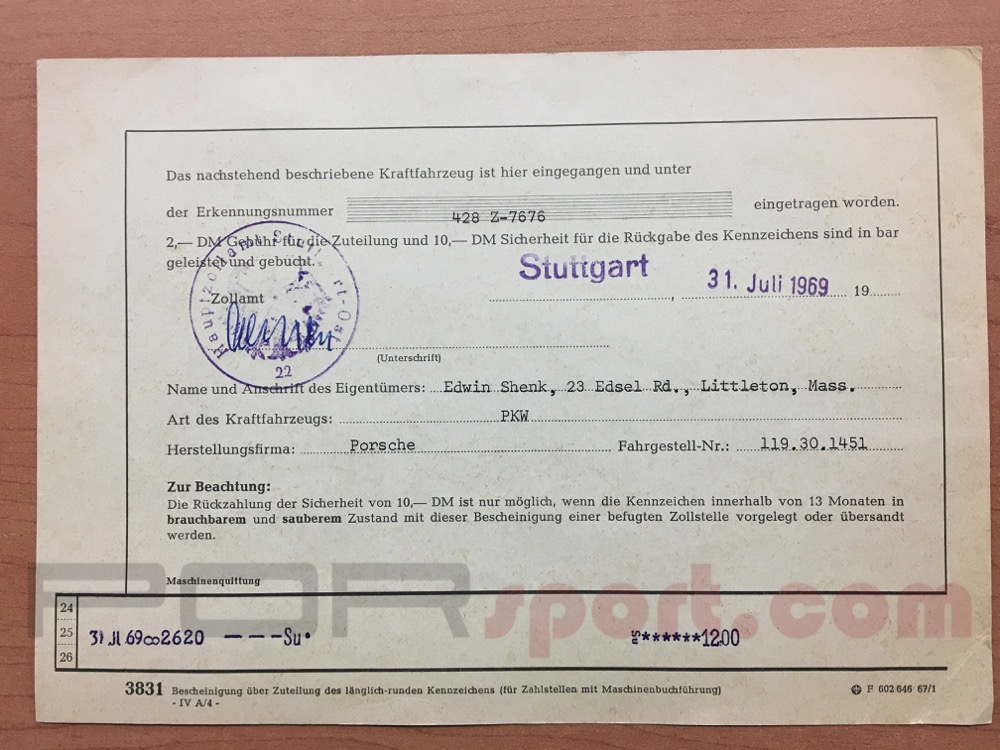 Das nachstehend beschriebene Kraftfahrzeug ist hier eingegangen und unter
der Erkennungsnummer 428 Z-7676 eingetragen worden.
2,— DM Gebühr für die Zuteilung und 10,— DM Sicherheit für die Rückgabe des Kennzeichens sind in bar
geleistet und gebucht.
Stuttgart, 31. Juli 1969 19
Zollamt
22
(Unterschrift)
Name und Anschrift des Eigentümers: Edwin Shenk, 23 Edsel Rd., Littleton, Mass.
Art des Kraftfahrzeugs: PKW
Herstellungsfirma: Porsche Fahrgestell-Nr.: 119.30.1451
Zur Beachtung:
Die Rückzahlung der Sicherheit von 10,— DM ist nur möglich, wenn die Kennzeichen innerhalb von 13 Monaten in
brauchbarem und sauberem Zustand mit dieser Bescheinigung einer befugten Zollstelle vorgelegt oder übersandt
werden.
Maschinenquittung
PORsport.com
24
25 31 JL 69 2620 ---Su• ******1200
26
3831 Bescheinigung über Zuteilung des länglich-runden Kennzeichens (für Zahlstellen mit Maschinenbuchführung) F 602 646 67/1
- IV A/4 -